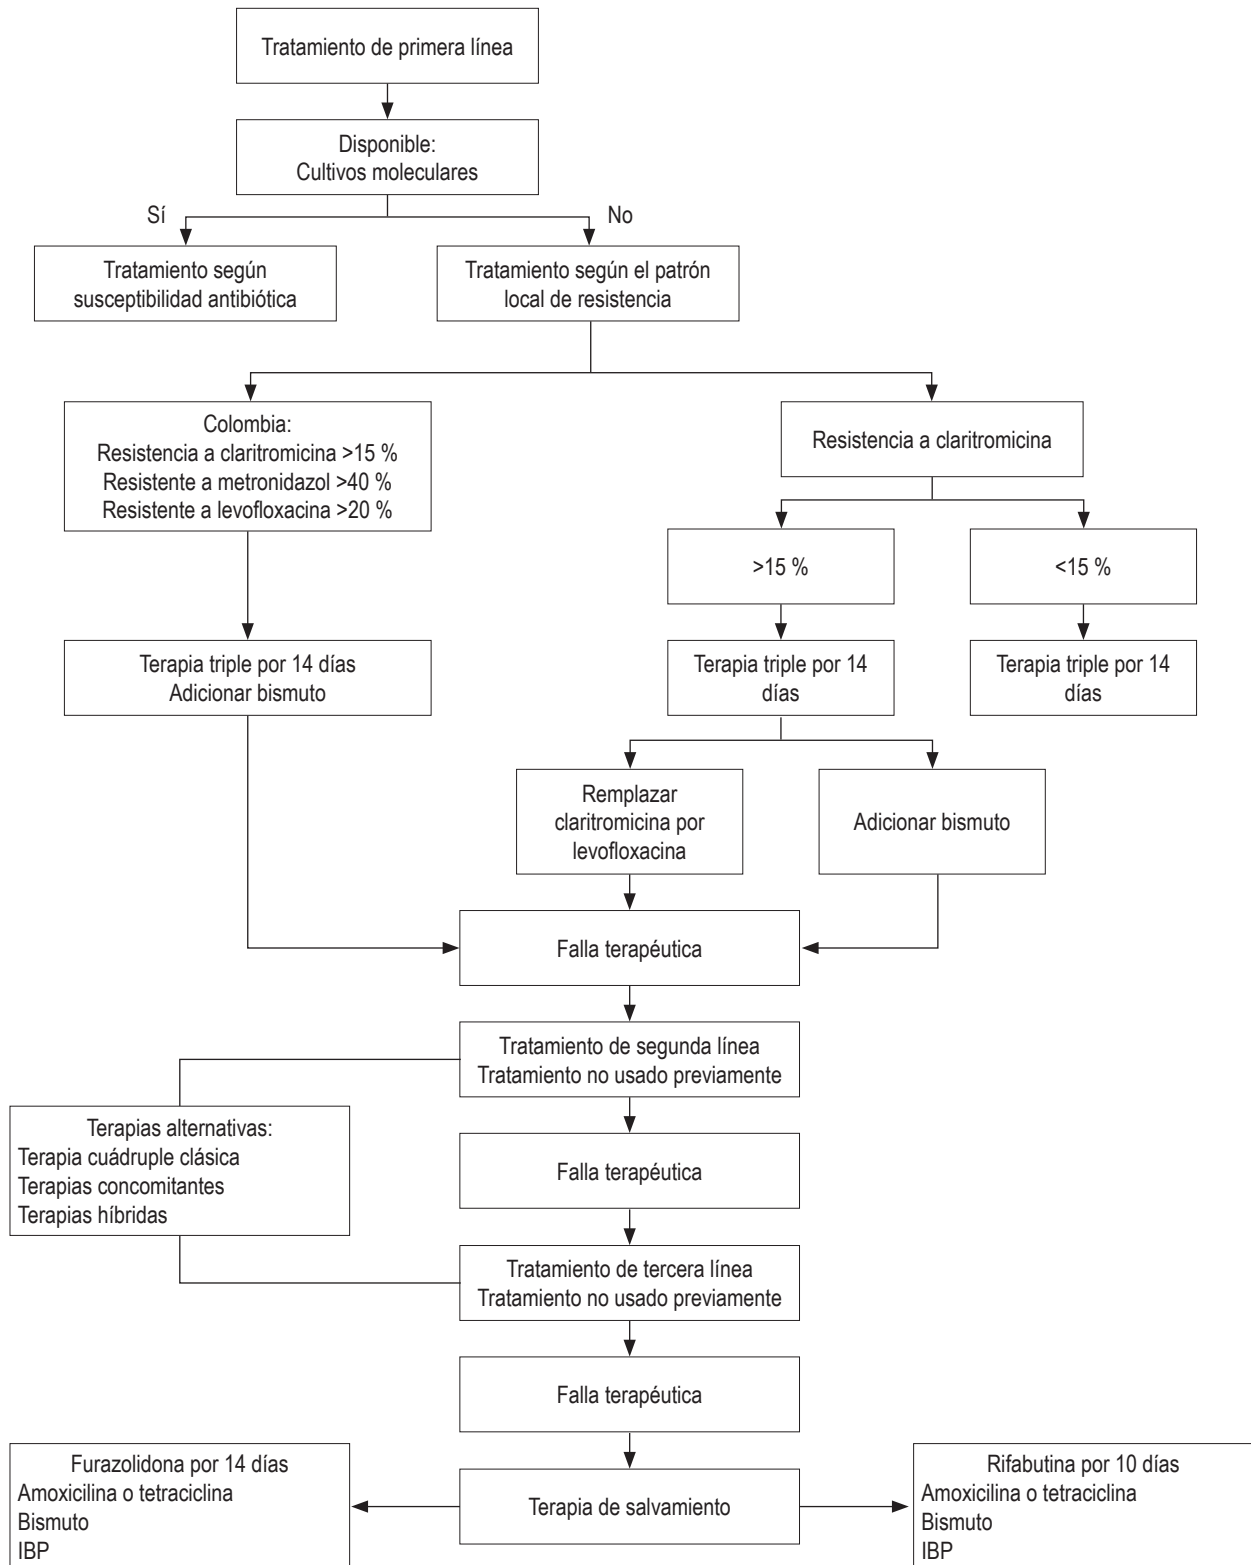 Tratamiento de primera línea
Disponible:
Cultivos moleculares
Sí
No
Tratamiento según
susceptibilidad antibiótica
Tratamiento según el patrón
local de resistencia
Colombia:
Resistencia a claritromicina >15 %
Resistente a metronidazol >40 %
Resistente a levofloxacina >20 %
Resistencia a claritromicina
>15 %
<15 %
Terapia triple por 14 días
Adicionar bismuto
Terapia triple por 14
días
Terapia triple por 14
días
Remplazar
claritromicina por
levofloxacina
Adicionar bismuto
Falla terapéutica
Tratamiento de segunda línea
Tratamiento no usado previamente
Terapias alternativas:
Terapia cuádruple clásica
Terapias concomitantes
Terapias híbridas
Falla terapéutica
Tratamiento de tercera línea
Tratamiento no usado previamente
Falla terapéutica
Furazolidona por 14 días
Amoxicilina o tetraciclina
Bismuto
IBP
Terapia de salvamiento
Rifabutina por 10 días
Amoxicilina o tetraciclina
Bismuto
IBP